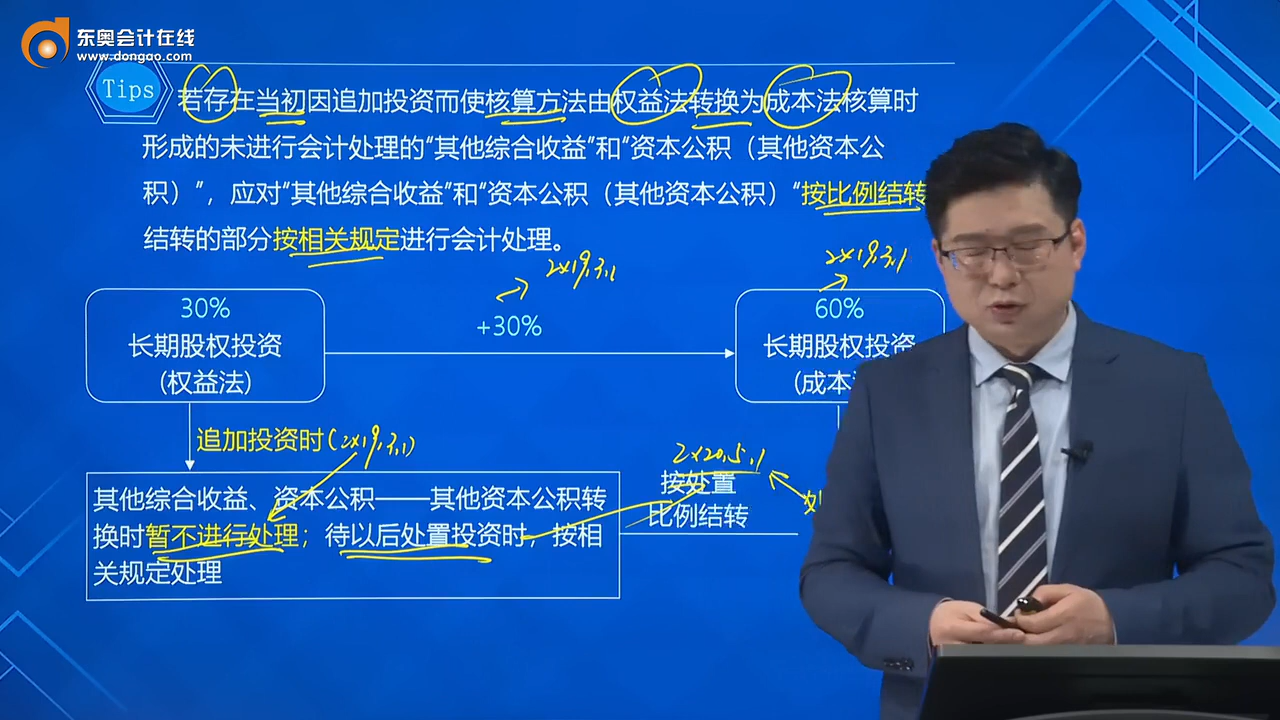 东奥会计在线
www.dongao.com
Tips
若存在当初因追加投资而使核算方法由权益法转换为成本法核算时
形成的未进行会计处理的“其他综合收益”和“资本公积（其他资本公
积）”，应对“其他综合收益”和“资本公积（其他资本公积）“按比例结转
结转的部分按相关规定进行会计处理。
2×19.3.1
2×19.3.1
30%
长期股权投资
(权益法)
+30%
60%
长期股权投资
(成本
追加投资时(2×19.3.1)
其他综合收益、资本公积——其他资本公积转
换时暂不进行处理；待以后处置投资时，按相
关规定处理
2×20.5.1
按处置
比例结转